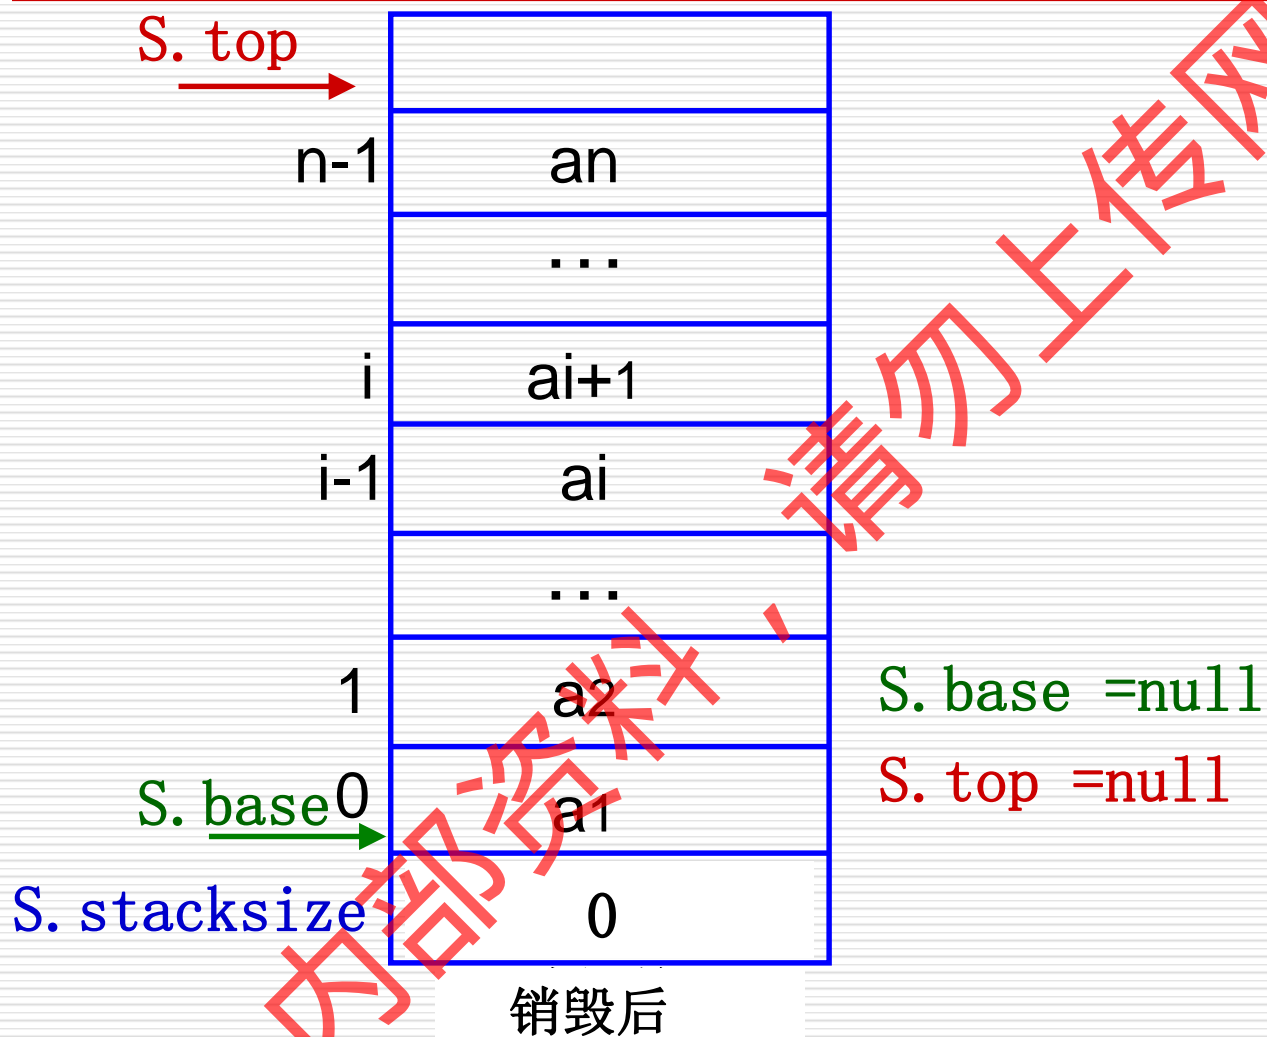 S.top
n-1 an
...
i ai+1
i-1 ai
...
1 a2 S.base =null
S.base 0 a1 S.top =null
S.stacksize 0
销毁后
内部资料,请勿上传网